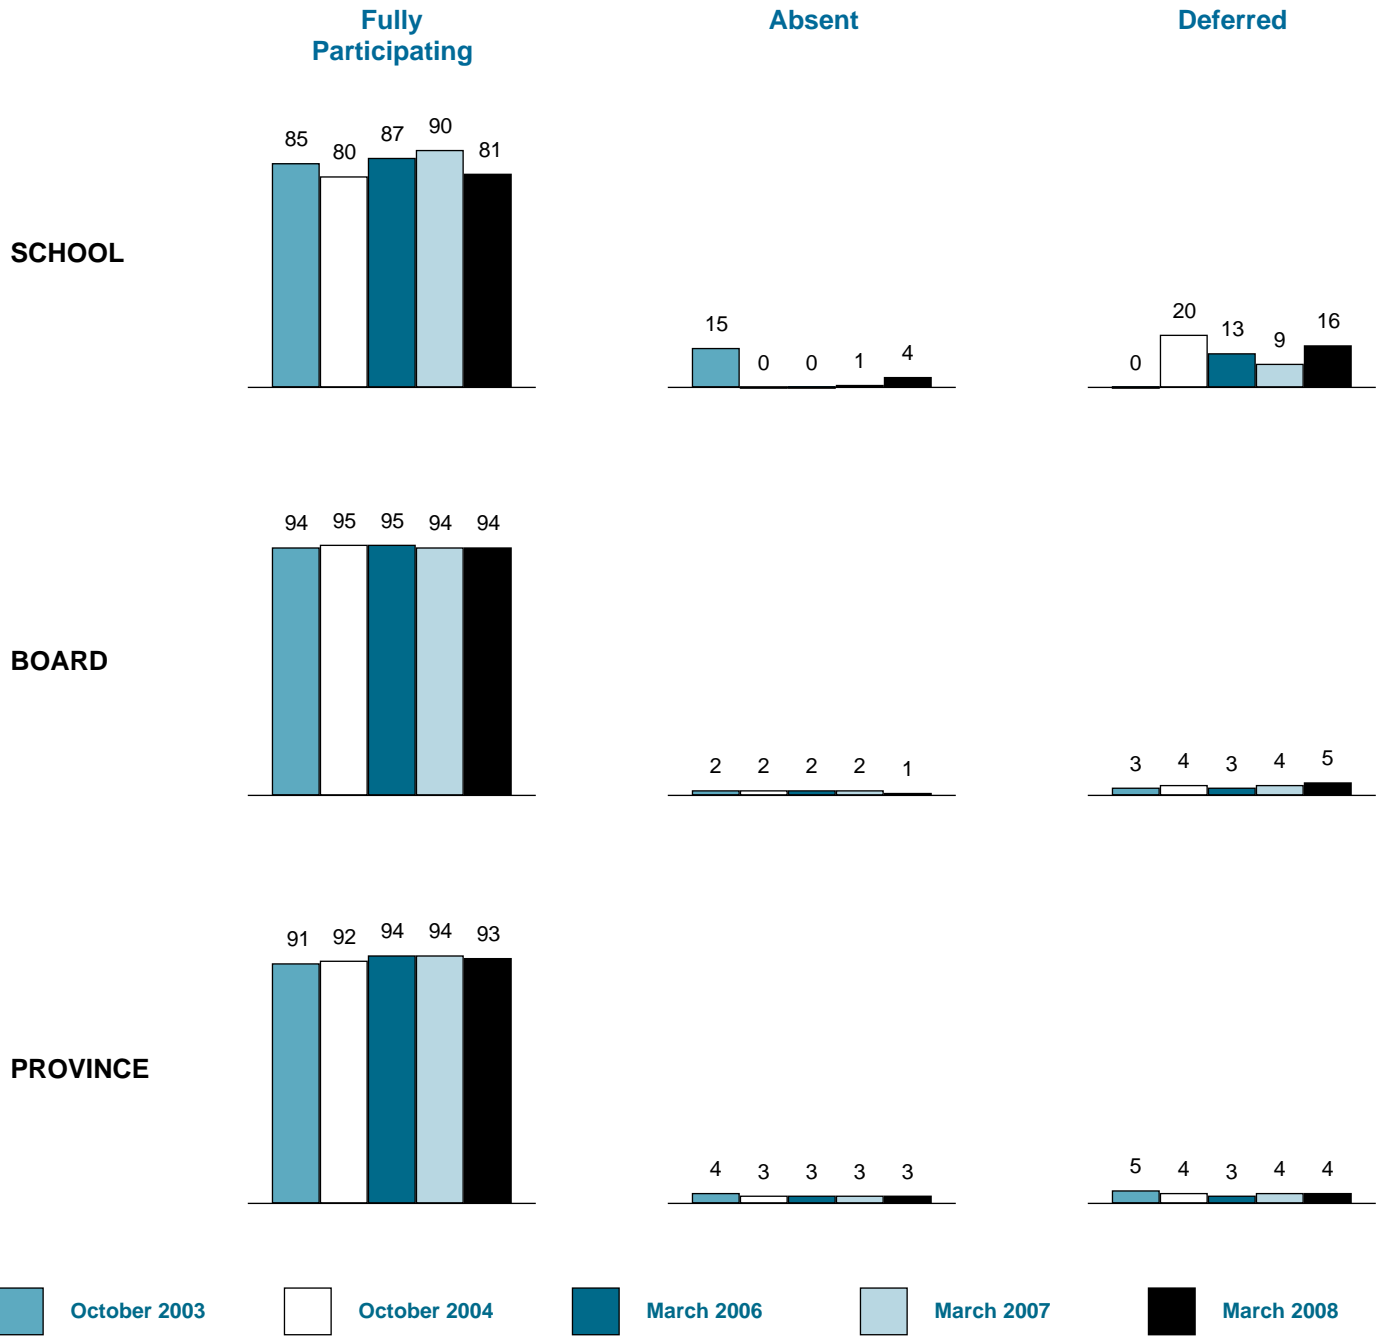 Fully
Participating
Absent
Deferred
SCHOOL
85 80 87 90 81
15 0 0 1 4
0 20 13 9 16
BOARD
94 95 95 94 94
2 2 2 2 1
3 4 3 4 5
PROVINCE
91 92 94 94 93
4 3 3 3 3
5 4 3 4 4
October 2003
October 2004
March 2006
March 2007
March 2008